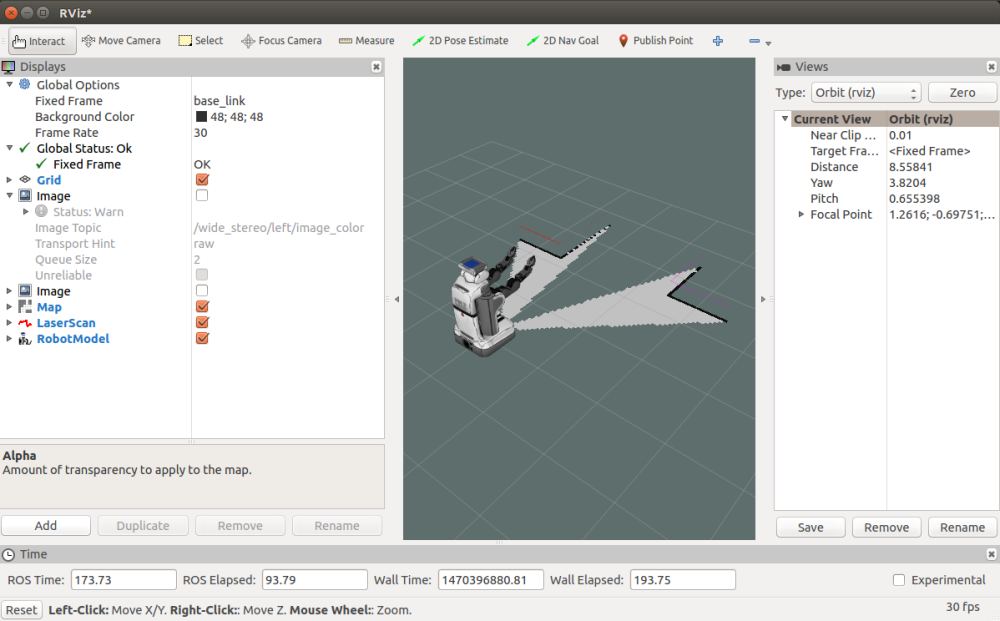 RViz*
Interact Move Camera Select Focus Camera Measure 2D Pose Estimate 2D Nav Goal Publish Point
Displays
Global Options
Fixed Frame base_link
Background Color 48; 48; 48
Frame Rate 30
Global Status: Ok
Fixed Frame OK
Grid
Image
Status: Warn
Image Topic /wide_stereo/left/image_color
Transport Hint raw
Queue Size 2
Unreliable
Image
Map
LaserScan
RobotModel
Alpha
Amount of transparency to apply to the map.
Add Duplicate Remove Rename
Views
Type: Orbit (rviz) Zero
Current View Orbit (rviz)
Near Clip ... 0.01
Target Fra... <Fixed Frame>
Distance 8.55841
Yaw 3.8204
Pitch 0.655398
Focal Point 1.2616; -0.69751;...
Save Remove Rename
Time
ROS Time: 173.73 ROS Elapsed: 93.79 Wall Time: 1470396880.81 Wall Elapsed: 193.75 Experimental
Reset Left-Click: Move X/Y. Right-Click:: Move Z. Mouse Wheel:: Zoom. 30 fps